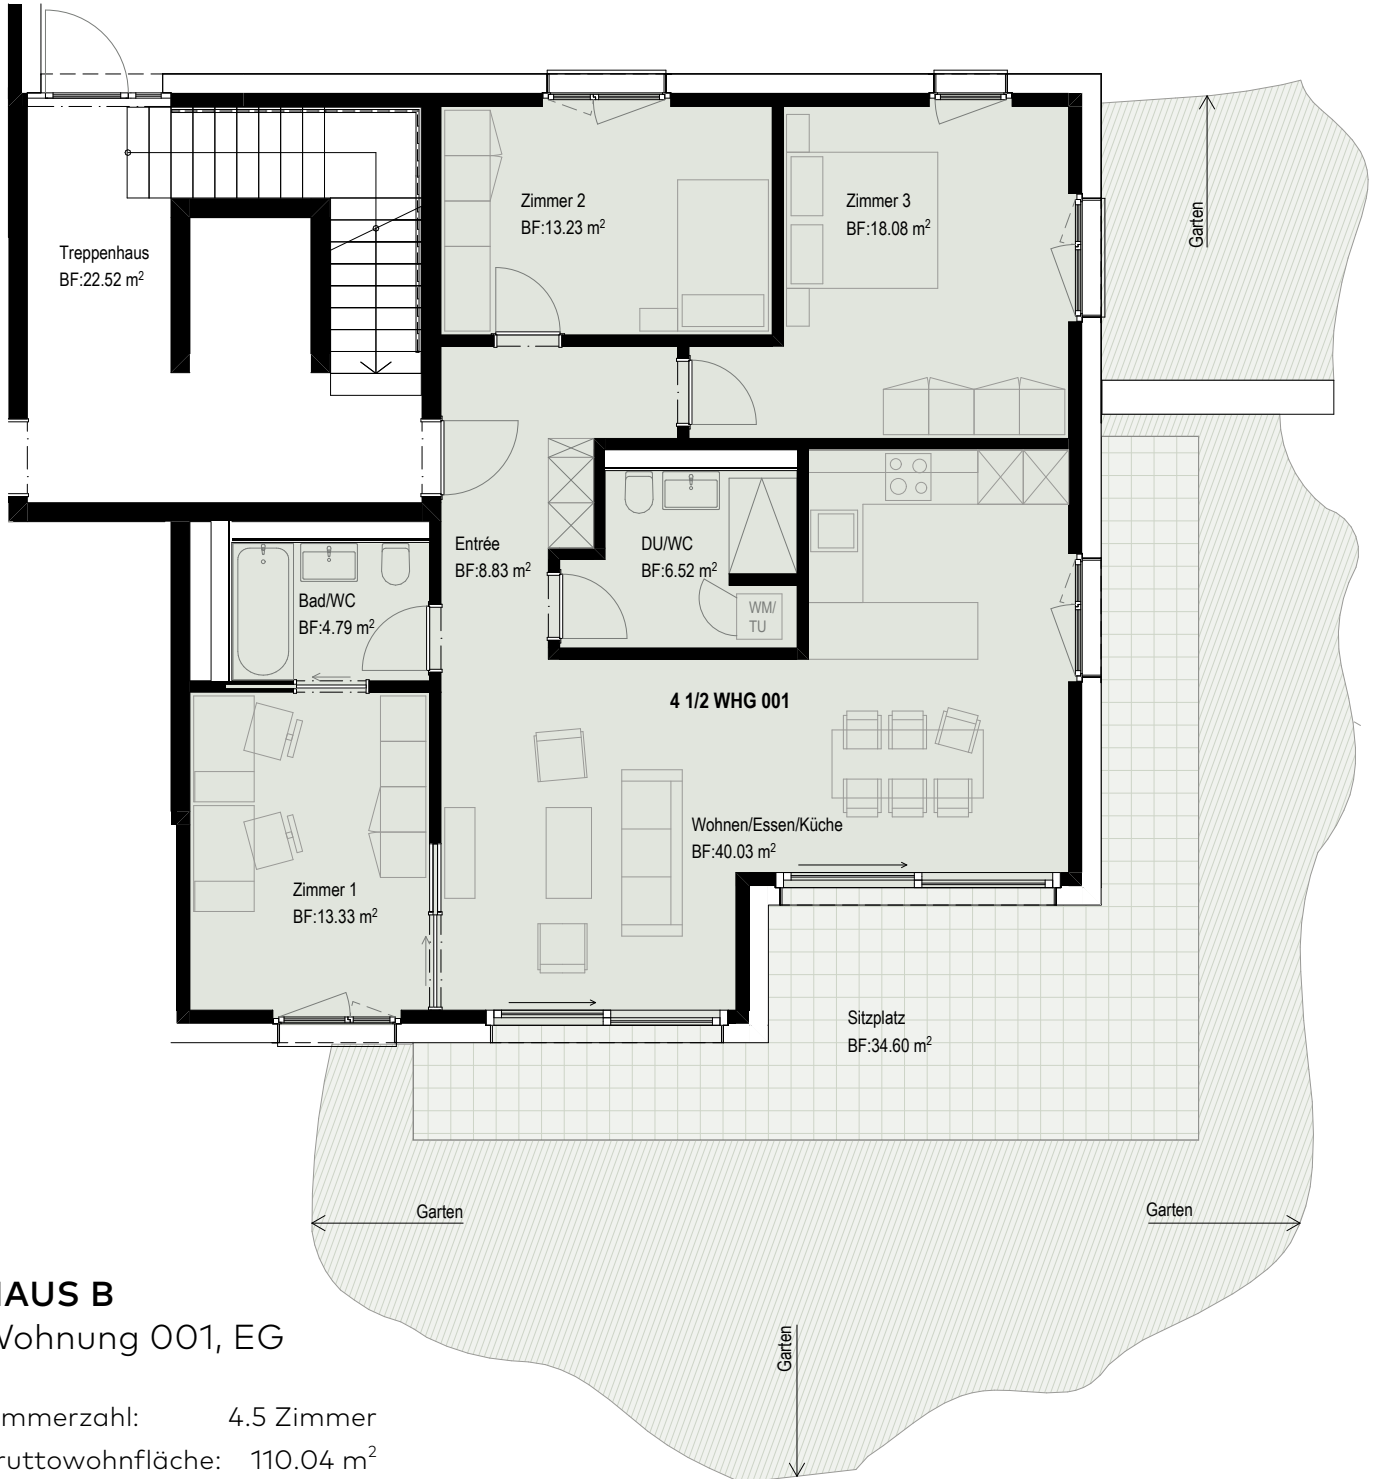 Zimmer 2
BF:13.23 m²
Zimmer 3
BF:18.08 m²
Garten
Treppenhaus
BF:22.52 m²
Entrée
BF:8.83 m²
DU/WC
BF:6.52 m²
Bad/WC
BF:4.79 m²
WM/
TU
4 1/2 WHG 001
Wohnen/Essen/Küche
BF:40.03 m²
Zimmer 1
BF:13.33 m²
Sitzplatz
BF:34.60 m²
Garten
Garten
Garten
HAUS B
Wohnung 001, EG
immerzahl: 4.5 Zimmer
ruttowohnfläche: 110.04 m²